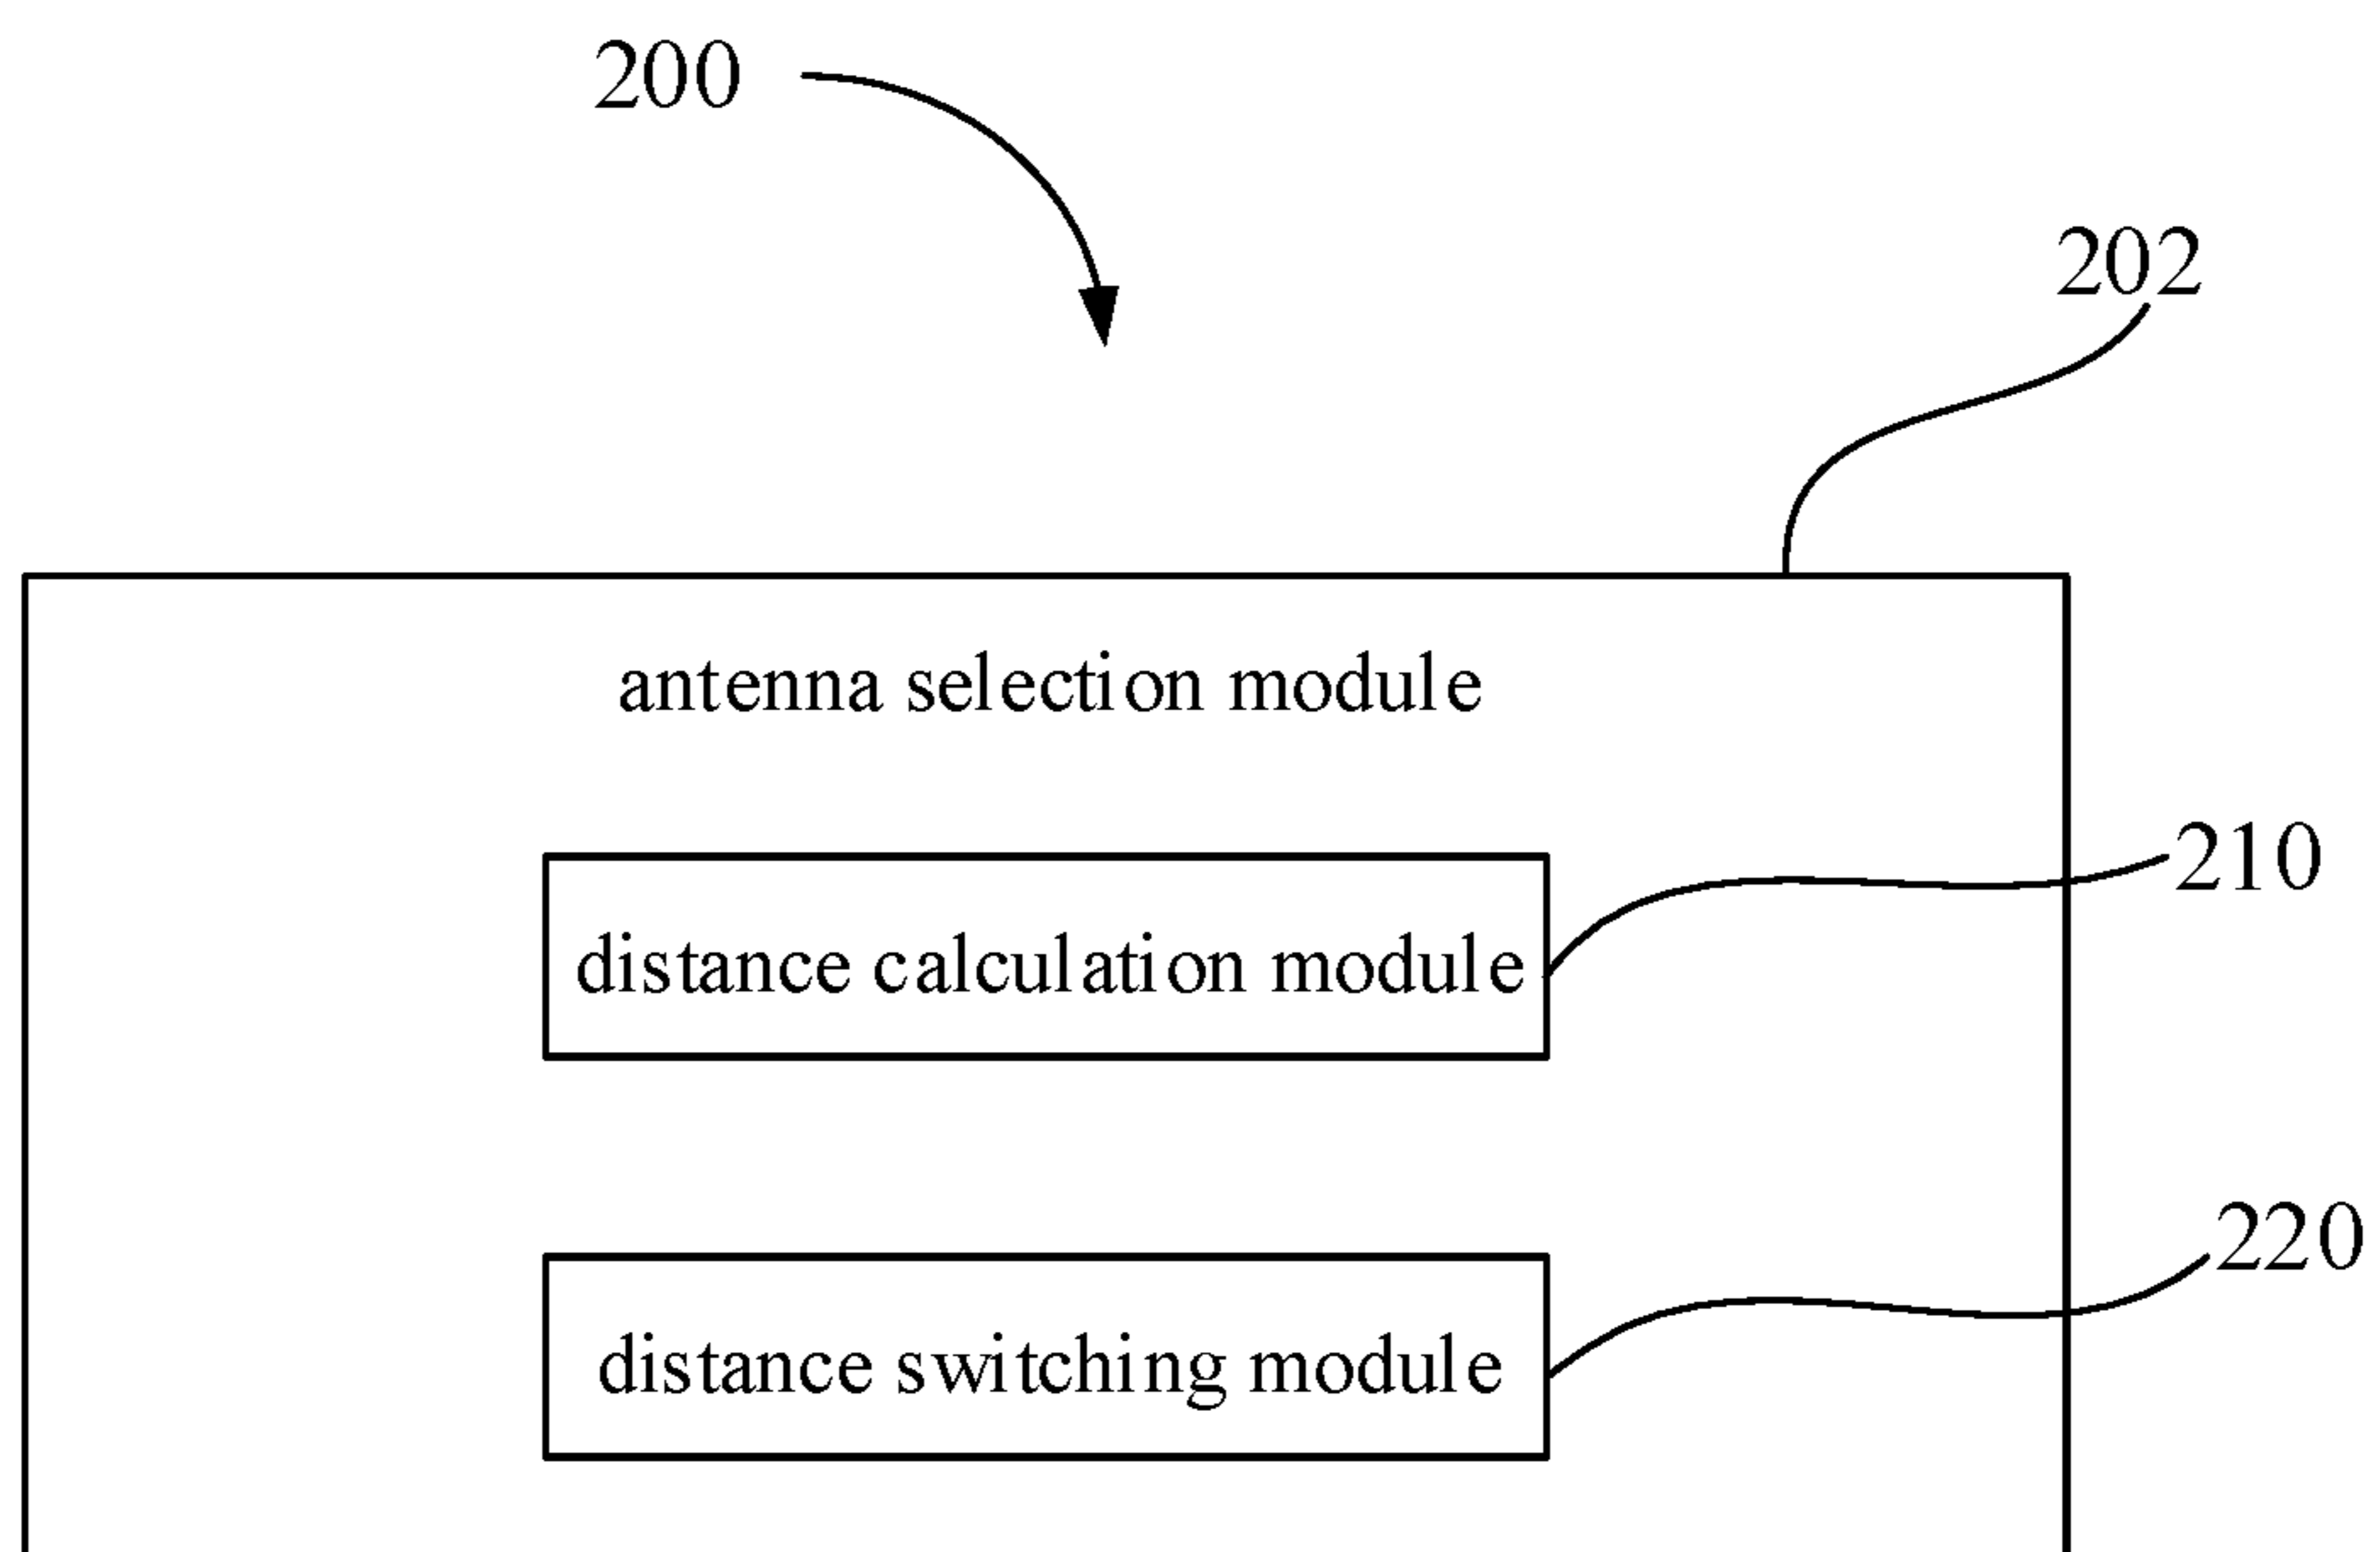 200
202
antenna selection module
210
distance calculation module
220
distance switching module